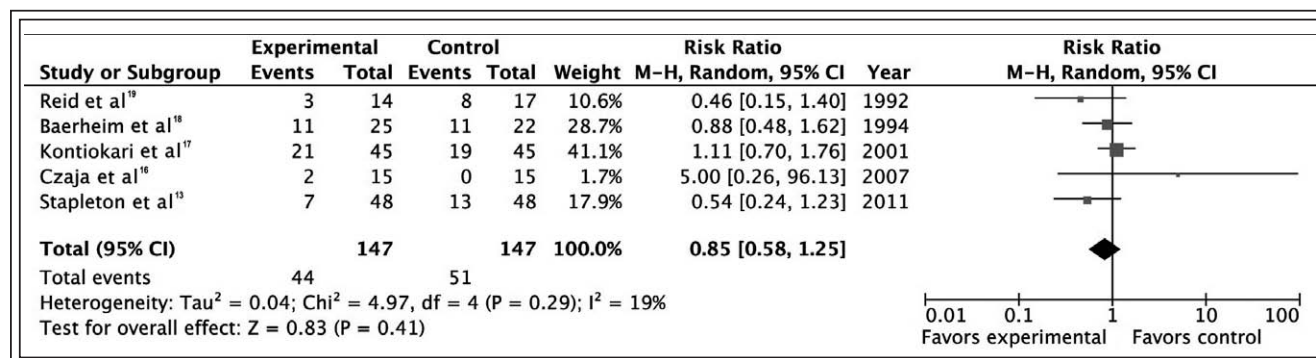 Experimental Control Risk Ratio Risk Ratio
Study or Subgroup Events Total Events Total Weight M-H, Random, 95% CI Year M-H, Random, 95% CI
Reid et al¹⁹ 3 14 8 17 10.6% 0.46 [0.15, 1.40] 1992
Baerheim et al¹⁸ 11 25 11 22 28.7% 0.88 [0.48, 1.62] 1994
Kontiokari et al¹⁷ 21 45 19 45 41.1% 1.11 [0.70, 1.76] 2001
Czaja et al¹⁶ 2 15 0 15 1.7% 5.00 [0.26, 96.13] 2007
Stapleton et al¹³ 7 48 13 48 17.9% 0.54 [0.24, 1.23] 2011
Total (95% CI) 147 147 100.0% 0.85 [0.58, 1.25]
Total events 44 51
Heterogeneity: Tau² = 0.04; Chi² = 4.97, df = 4 (P = 0.29); I² = 19%
Test for overall effect: Z = 0.83 (P = 0.41)
0.01 0.1 1 10 100
Favors experimental Favors control